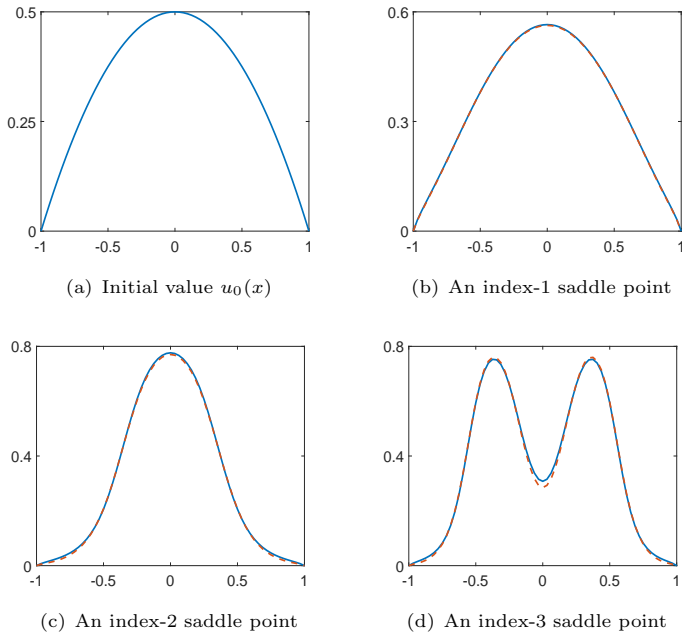 0.5
0.25
0
-1 -0.5 0 0.5 1
(a) Initial value u₀(x)
0.6
0.3
0
-1 -0.5 0 0.5 1
(b) An index-1 saddle point
0.8
0.4
0
-1 -0.5 0 0.5 1
(c) An index-2 saddle point
0.8
0.4
0
-1 -0.5 0 0.5 1
(d) An index-3 saddle point